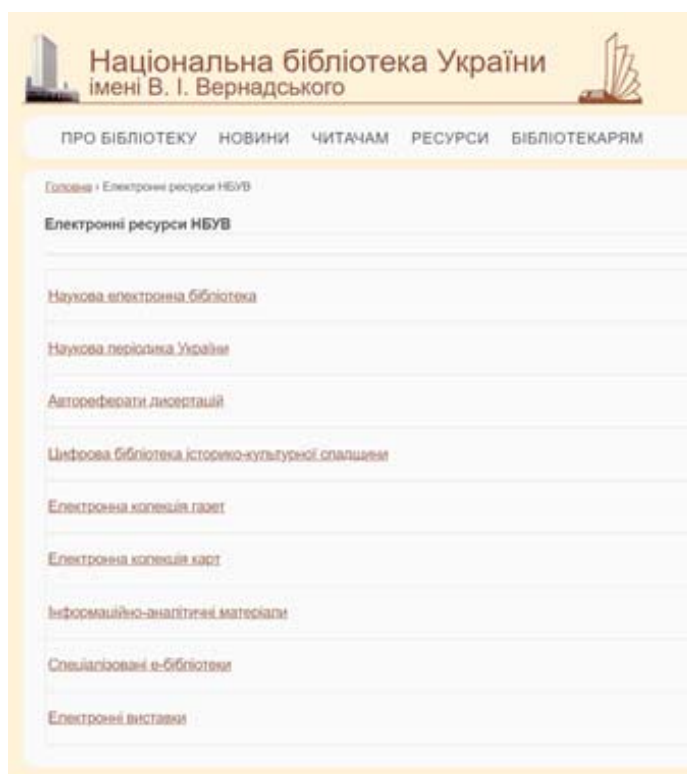 Національна бібліотека України
імені В. І. Вернадського
ПРО БІБЛІОТЕКУ НОВИНИ ЧИТАЧАМ РЕСУРСИ БІБЛІОТЕКАРЯМ
Головна › Електронні ресурси НБУВ
Електронні ресурси НБУВ
Наукова електронна бібліотека
Наукова періодика України
Автореферати дисертацій
Цифрова бібліотека історико-культурної спадщини
Електронна колекція газет
Електронна колекція карт
Інформаційно-аналітичні матеріали
Спеціалізовані е-бібліотеки
Електронні виставки